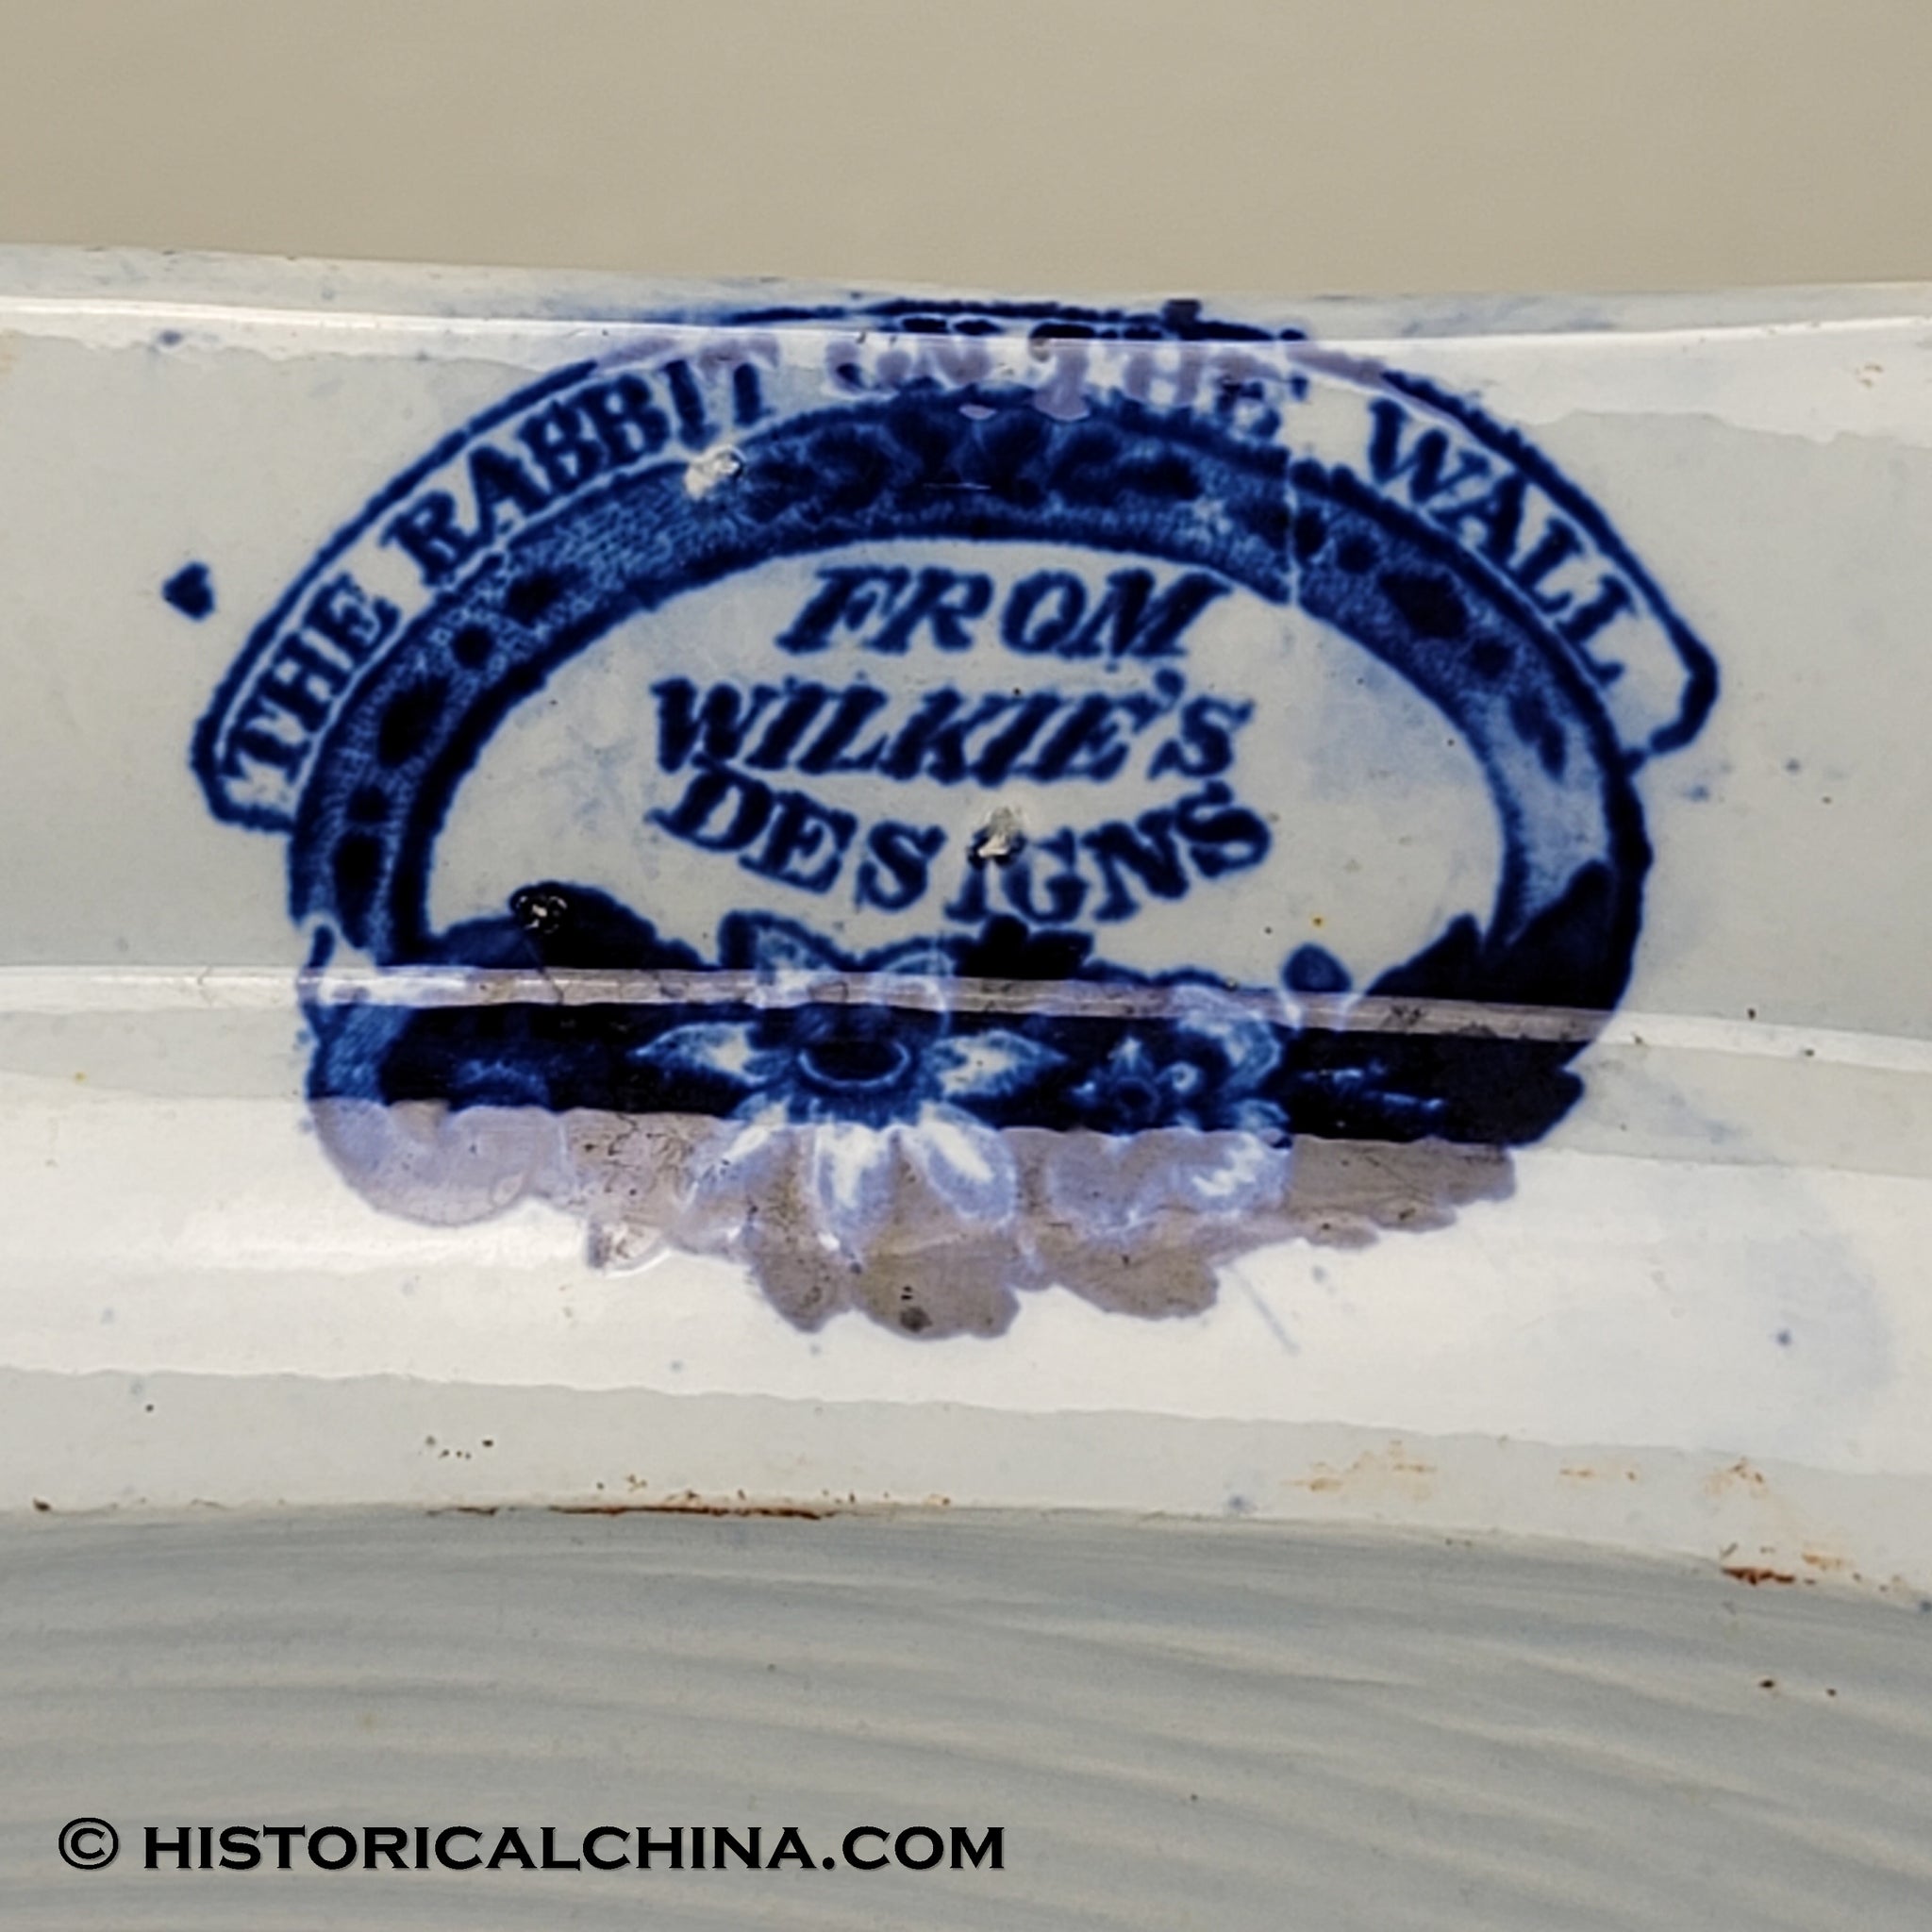 THE RABBIT ON THE WALL
FROM
WILKIE'S
DESIGNS
© HISTORICALCHINA.COM